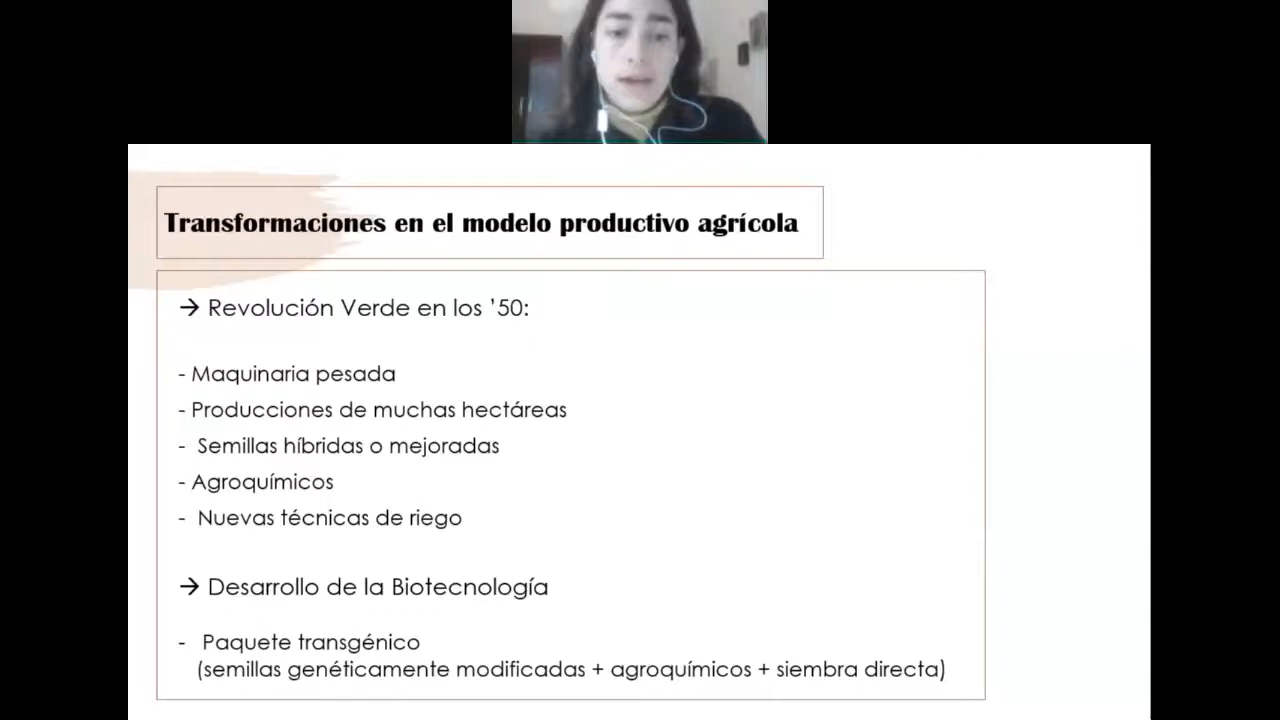 Transformaciones en el modelo productivo agrícola
→ Revolución Verde en los ’50:
- Maquinaria pesada
- Producciones de muchas hectáreas
- Semillas híbridas o mejoradas
- Agroquímicos
- Nuevas técnicas de riego
→ Desarrollo de la Biotecnología
- Paquete transgénico
(semillas genéticamente modificadas + agroquímicos + siembra directa)